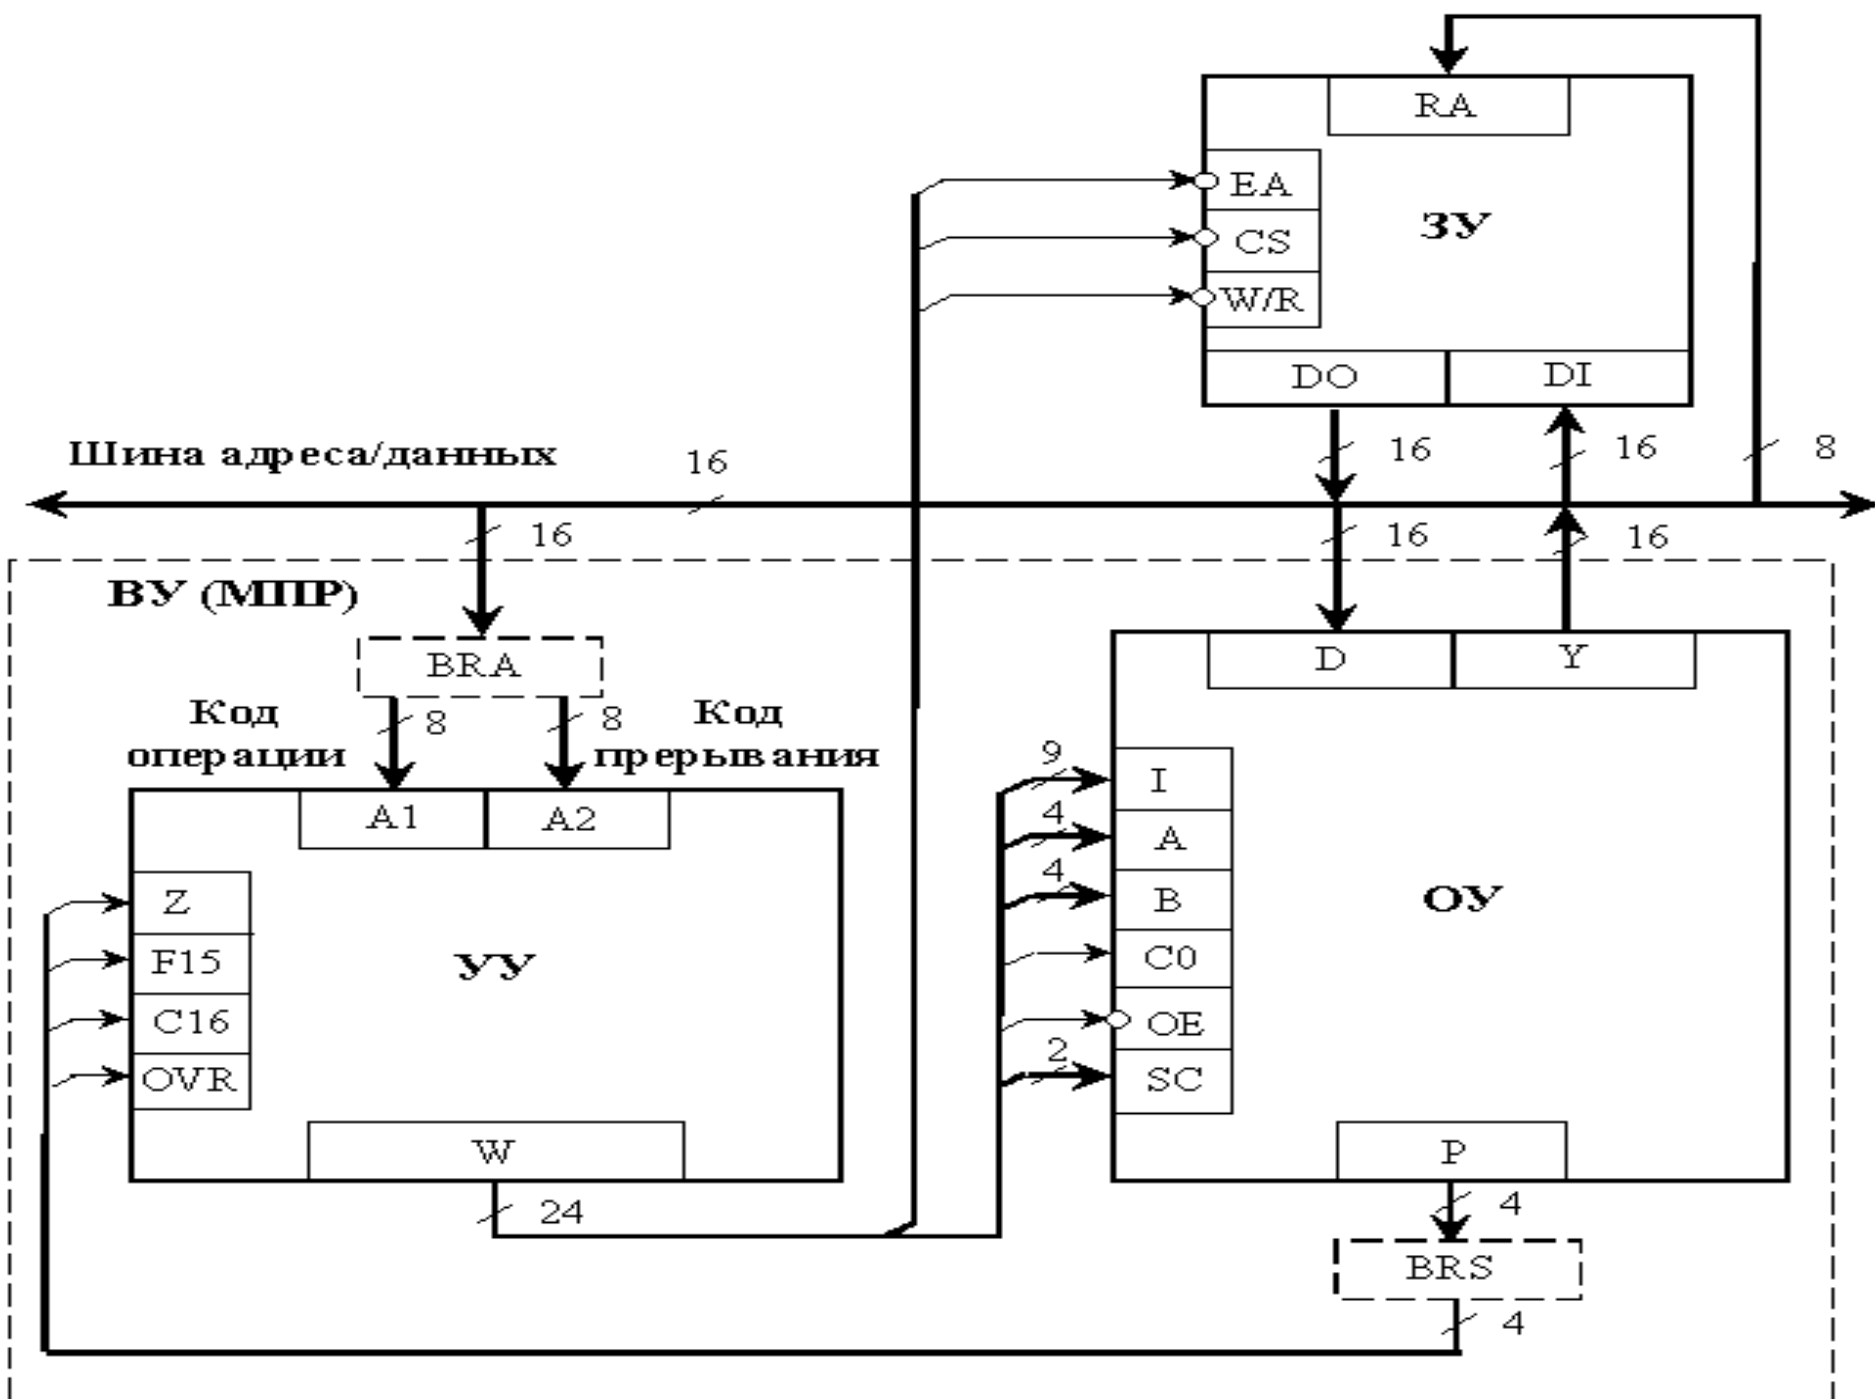 RA
EA
ЗУ
CS
W/R
DO DI
Шина адреса/данных
16
16
16
8
16
16
16
ВУ (МПР)
BRA
D Y
Код
операции
8
8
Код
прерывания
A1 A2
9
I
4
A
4
B
C0
OE
2
SC
ОУ
Z
F15
C16
OVR
УУ
W
P
24
4
BRS
4